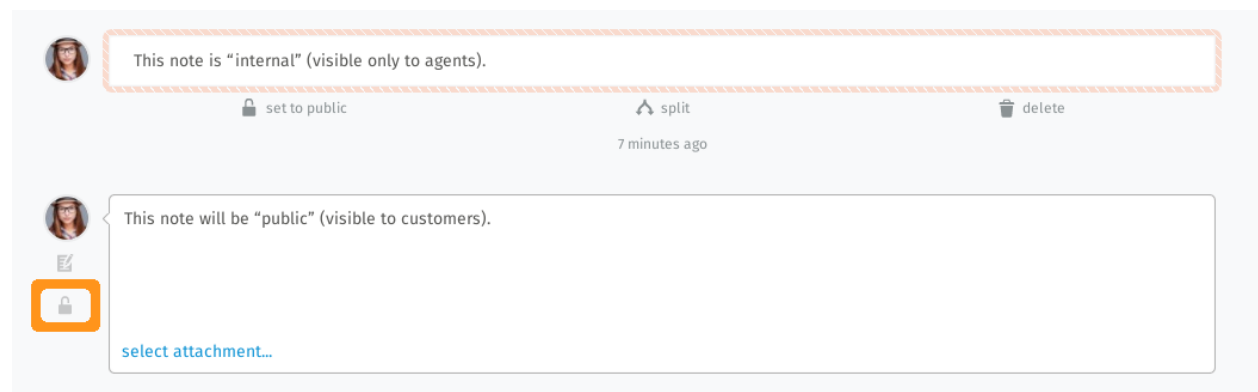 This note is “internal” (visible only to agents).
set to public split delete
7 minutes ago
This note will be “public” (visible to customers).
select attachment...